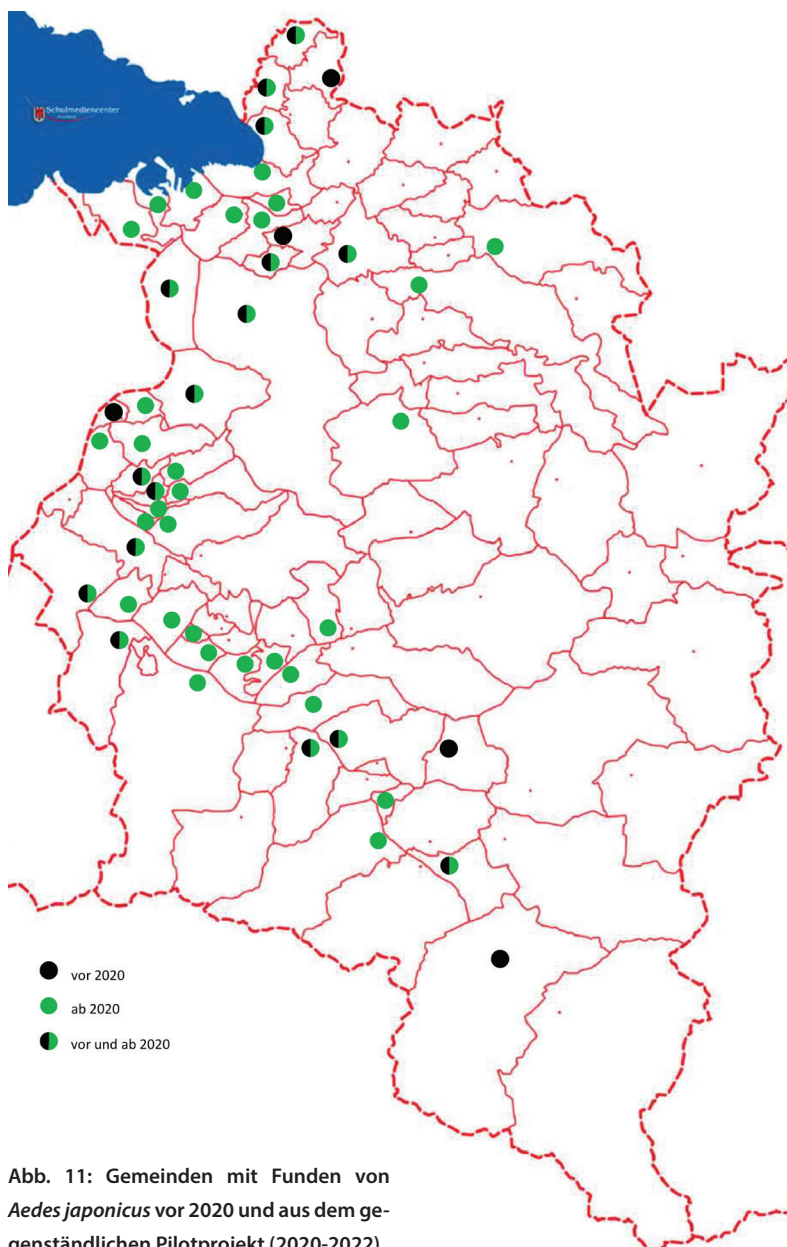 Schulmediencenter
vor 2020
ab 2020
vor und ab 2020
Abb. 11: Gemeinden mit Funden von
Aedes japonicus vor 2020 und aus dem ge-
genständlichen Pilotprojekt (2020-2022)